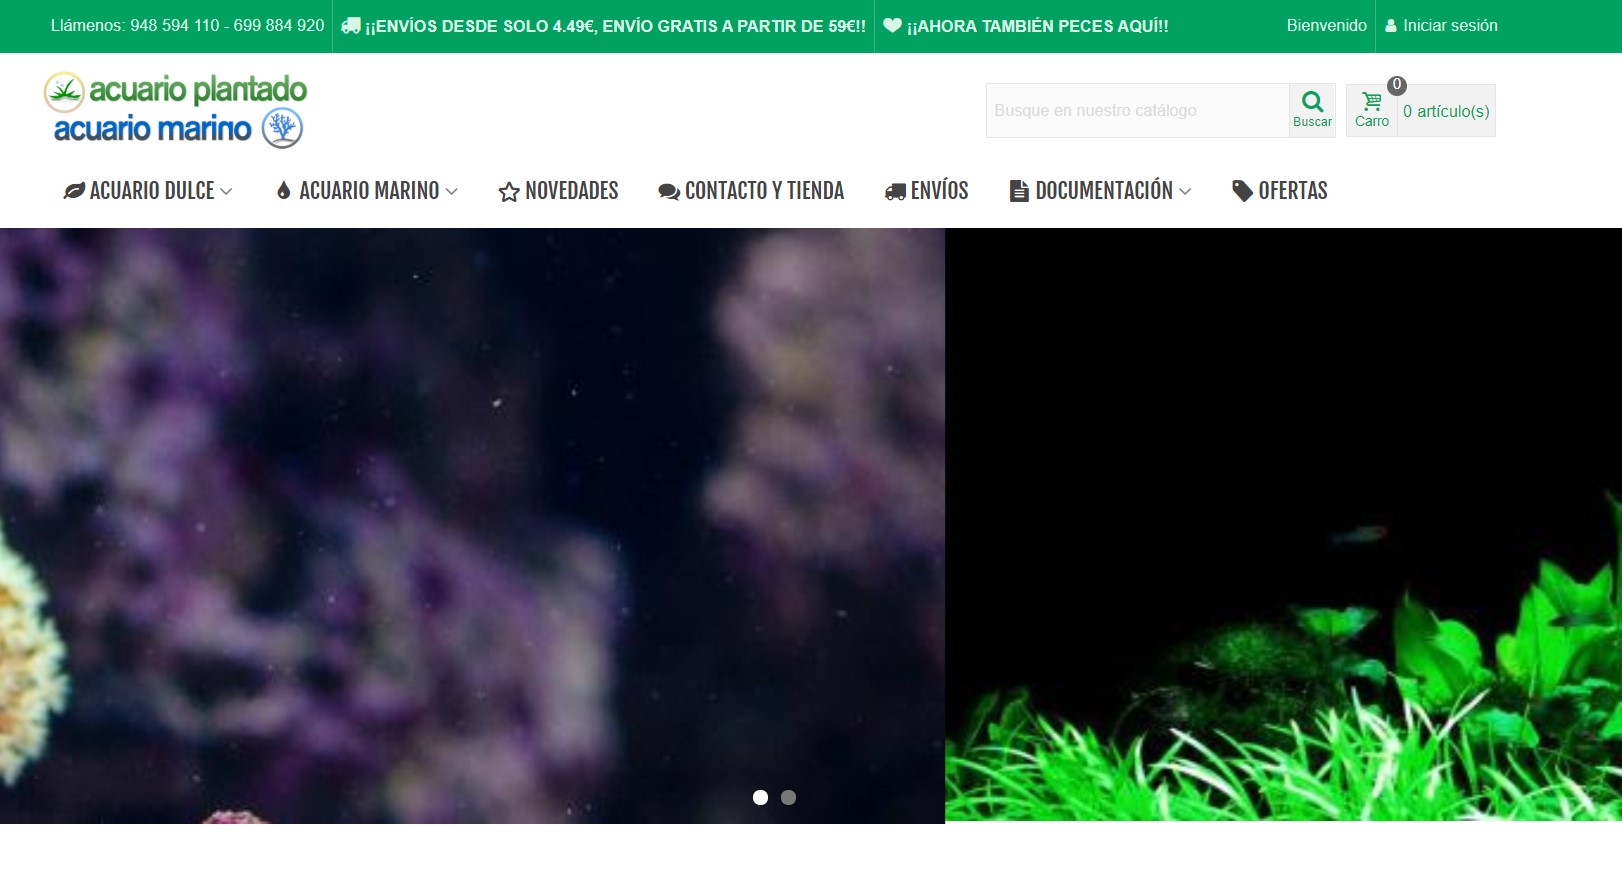 Llámenos: 948 594 110 - 699 884 920
¡¡ENVÍOS DESDE SOLO 4.49€, ENVÍO GRATIS A PARTIR DE 59€!!
¡¡AHORA TAMBIÉN PECES AQUÍ!!
Bienvenido
Iniciar sesión
acuario plantado
acuario marino
Busque en nuestro catálogo
Buscar
0
Carro
0 artículo(s)
ACUARIO DULCE
ACUARIO MARINO
NOVEDADES
CONTACTO Y TIENDA
ENVÍOS
DOCUMENTACIÓN
OFERTAS